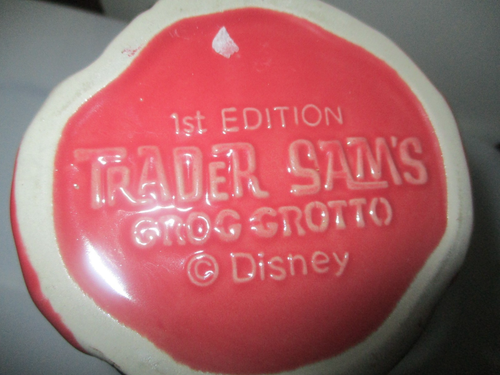 1st EDITION
TRADER SAM'S
GROG GROTTO
© Disney